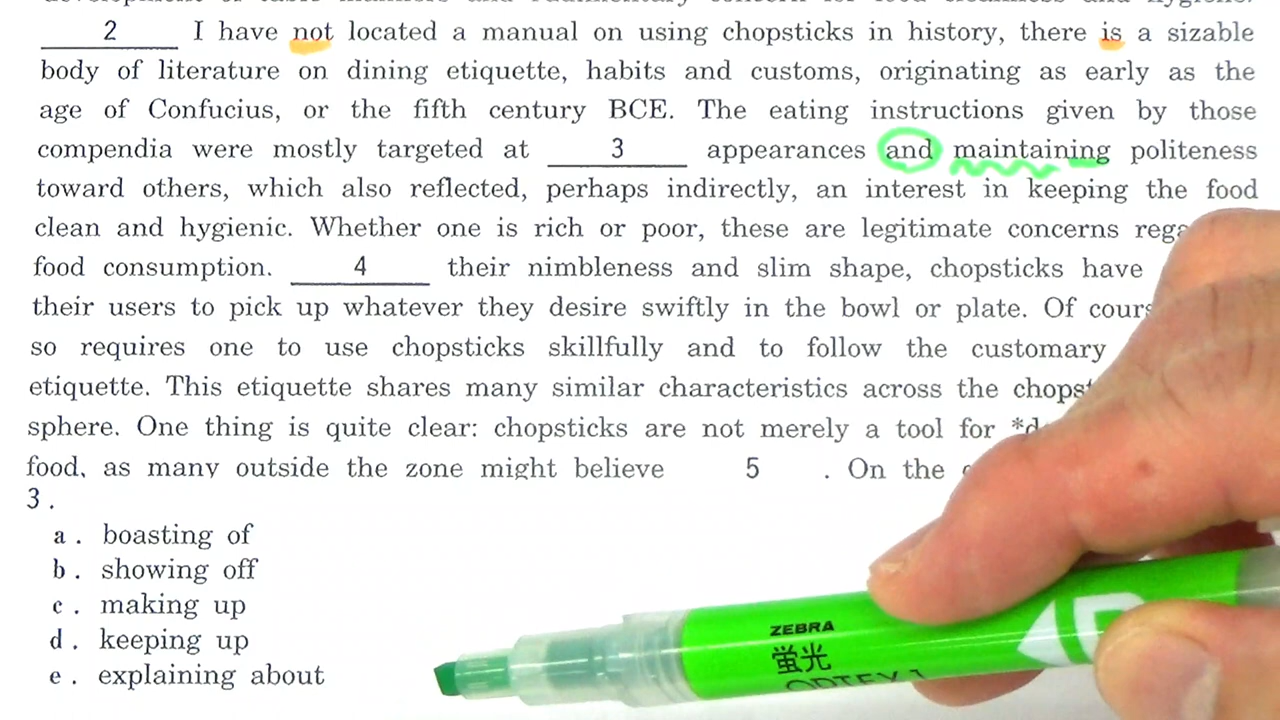 2 I have not located a manual on using chopsticks in history, there is a sizable
body of literature on dining etiquette, habits and customs, originating as early as the
age of Confucius, or the fifth century BCE. The eating instructions given by those
compendia were mostly targeted at 3 appearances and maintaining politeness
toward others, which also reflected, perhaps indirectly, an interest in keeping the food
clean and hygienic. Whether one is rich or poor, these are legitimate concerns
food consumption. 4 their nimbleness and slim shape, chopsticks have
their users to pick up whatever they desire swiftly in the bowl or plate. Of
so requires one to use chopsticks skillfully and to follow the customary
etiquette. This etiquette shares many similar characteristics across the
sphere. One thing is quite clear: chopsticks are not merely a tool for
food, as many outside the zone might believe 5 . On the
3.
a. boasting of
b. showing off
c. making up
d. keeping up
e. explaining about
ZEBRA
蛍光